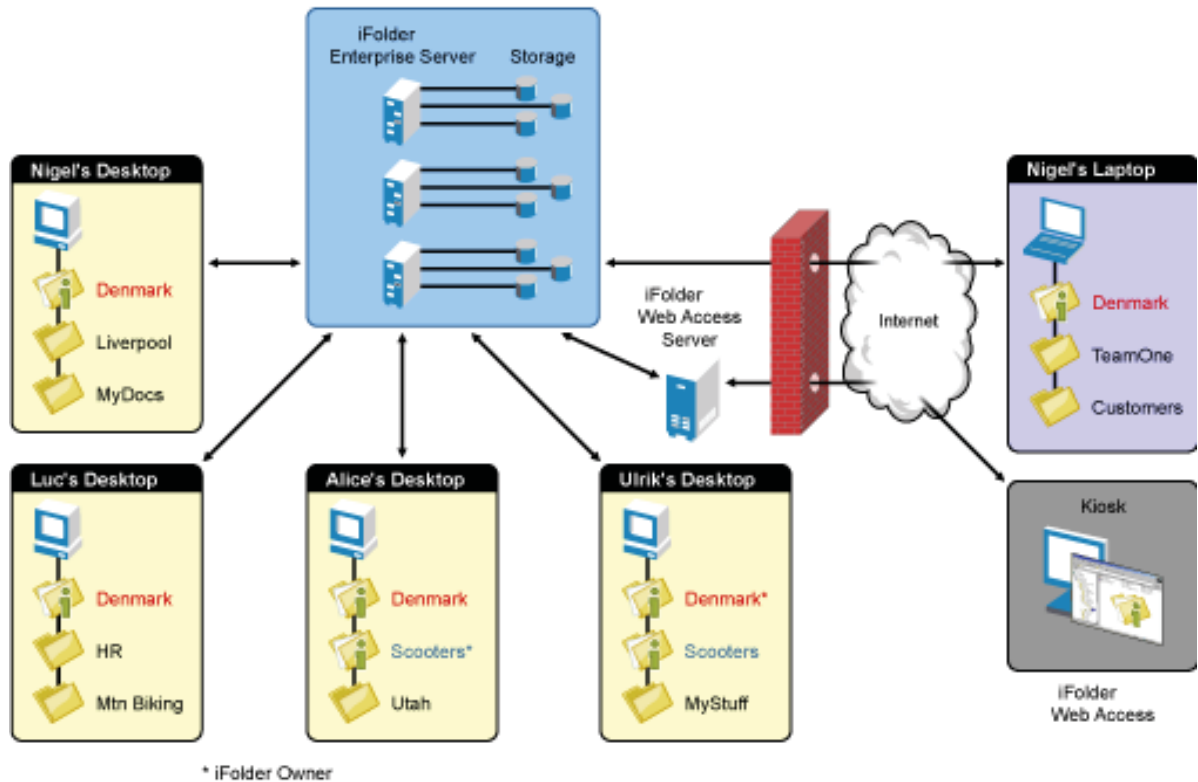 iFolder
Enterprise Server
Storage
Nigel's Desktop
Denmark
Liverpool
MyDocs
iFolder
Web Access
Server
Internet
Nigel's Laptop
Denmark
TeamOne
Customers
Luc's Desktop
Denmark
HR
Mtn Biking
Alice's Desktop
Denmark
Scooters*
Utah
Ulrik's Desktop
Denmark*
Scooters
MyStuff
Kiosk
iFolder
Web Access
* iFolder Owner